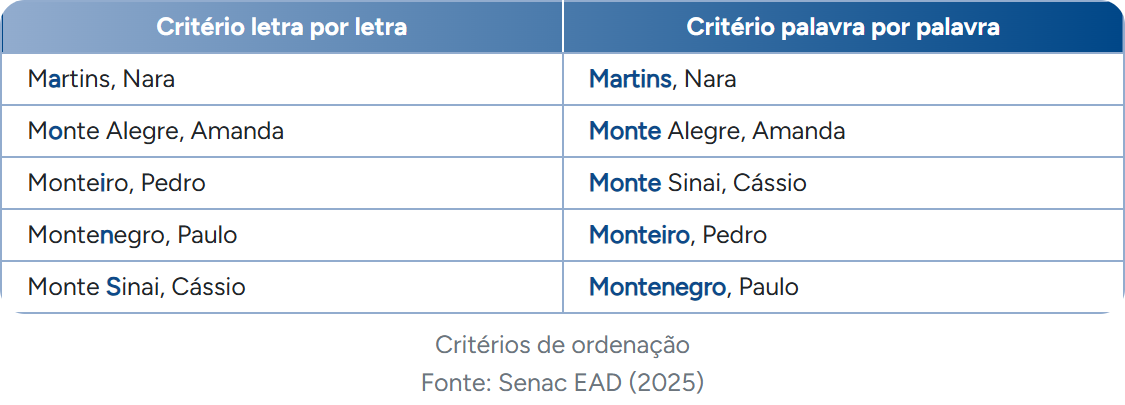 Critério letra por letra Critério palavra por palavra
Martins, Nara Martins, Nara
Monte Alegre, Amanda Monte Alegre, Amanda
Monteiro, Pedro Monte Sinai, Cássio
Montenegro, Paulo Monteiro, Pedro
Monte Sinai, Cássio Montenegro, Paulo
Critérios de ordenação
Fonte: Senac EAD (2025)